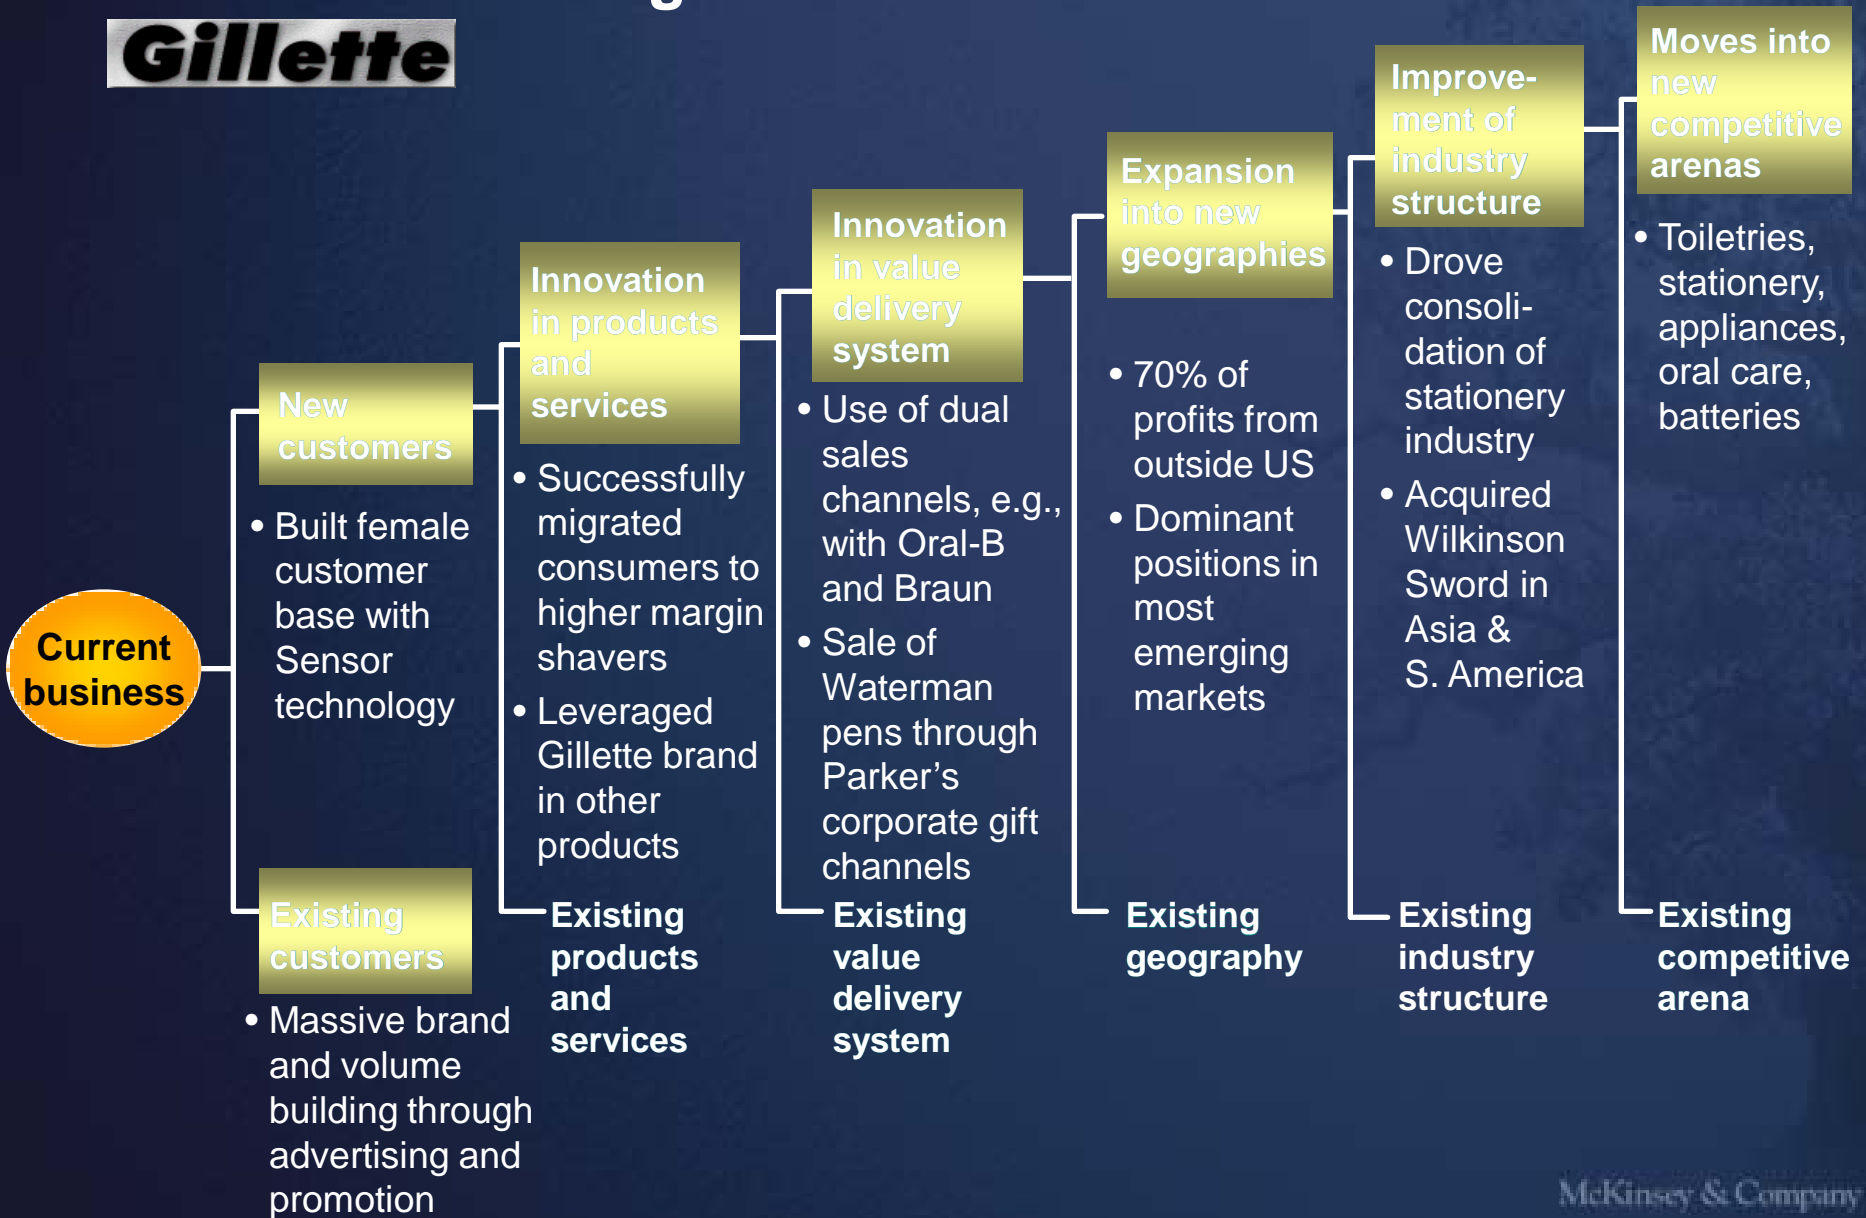 Gillette
Current
business
New
customers
• Built female
customer
base with
Sensor
technology
Existing
customers
• Massive brand
and volume
building through
advertising and
promotion
Innovation
in products
and
services
• Successfully
migrated
consumers to
higher margin
shavers
• Leveraged
Gillette brand
in other
products
Existing
products
and
services
Innovation
in value
delivery
system
• Use of dual
sales
channels, e.g.,
with Oral-B
and Braun
• Sale of
Waterman
pens through
Parker’s
corporate gift
channels
Existing
value
delivery
system
Expansion
into new
geographies
• 70% of
profits from
outside US
• Dominant
positions in
most
emerging
markets
Existing
geography
Improve-
ment of
industry
structure
• Drove
consoli-
dation of
stationery
industry
• Acquired
Wilkinson
Sword in
Asia &
S. America
Existing
industry
structure
Moves into
new
competitive
arenas
• Toiletries,
stationery,
appliances,
oral care,
batteries
Existing
competitive
arena
McKinsey & Company